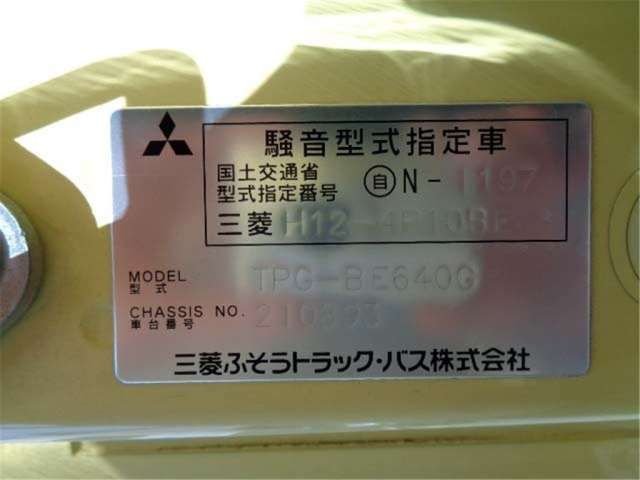 騒音型式指定車
国土交通省
型式指定番号
自 N-1197
三菱 H12-4P10BE
MODEL TPG-BE640G
型式
CHASSIS NO. 210393
車台番号
三菱ふそうトラック・バス株式会社